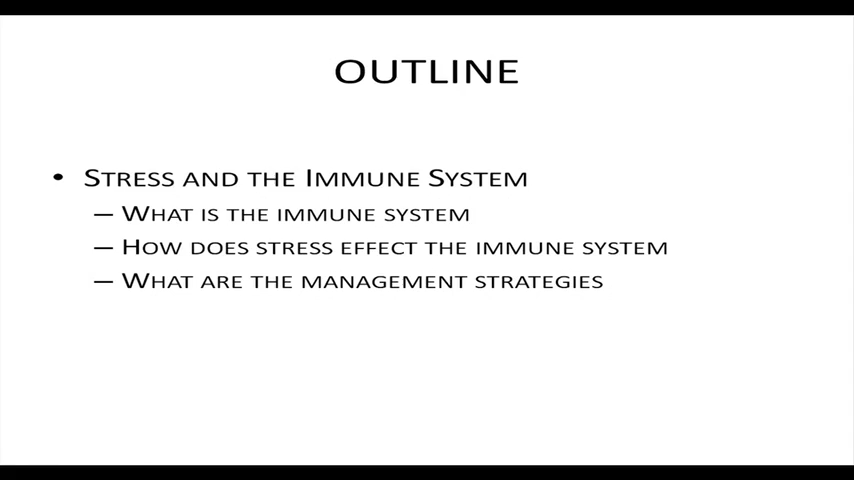 OUTLINE
• STRESS AND THE IMMUNE SYSTEM
– WHAT IS THE IMMUNE SYSTEM
– HOW DOES STRESS EFFECT THE IMMUNE SYSTEM
– WHAT ARE THE MANAGEMENT STRATEGIES